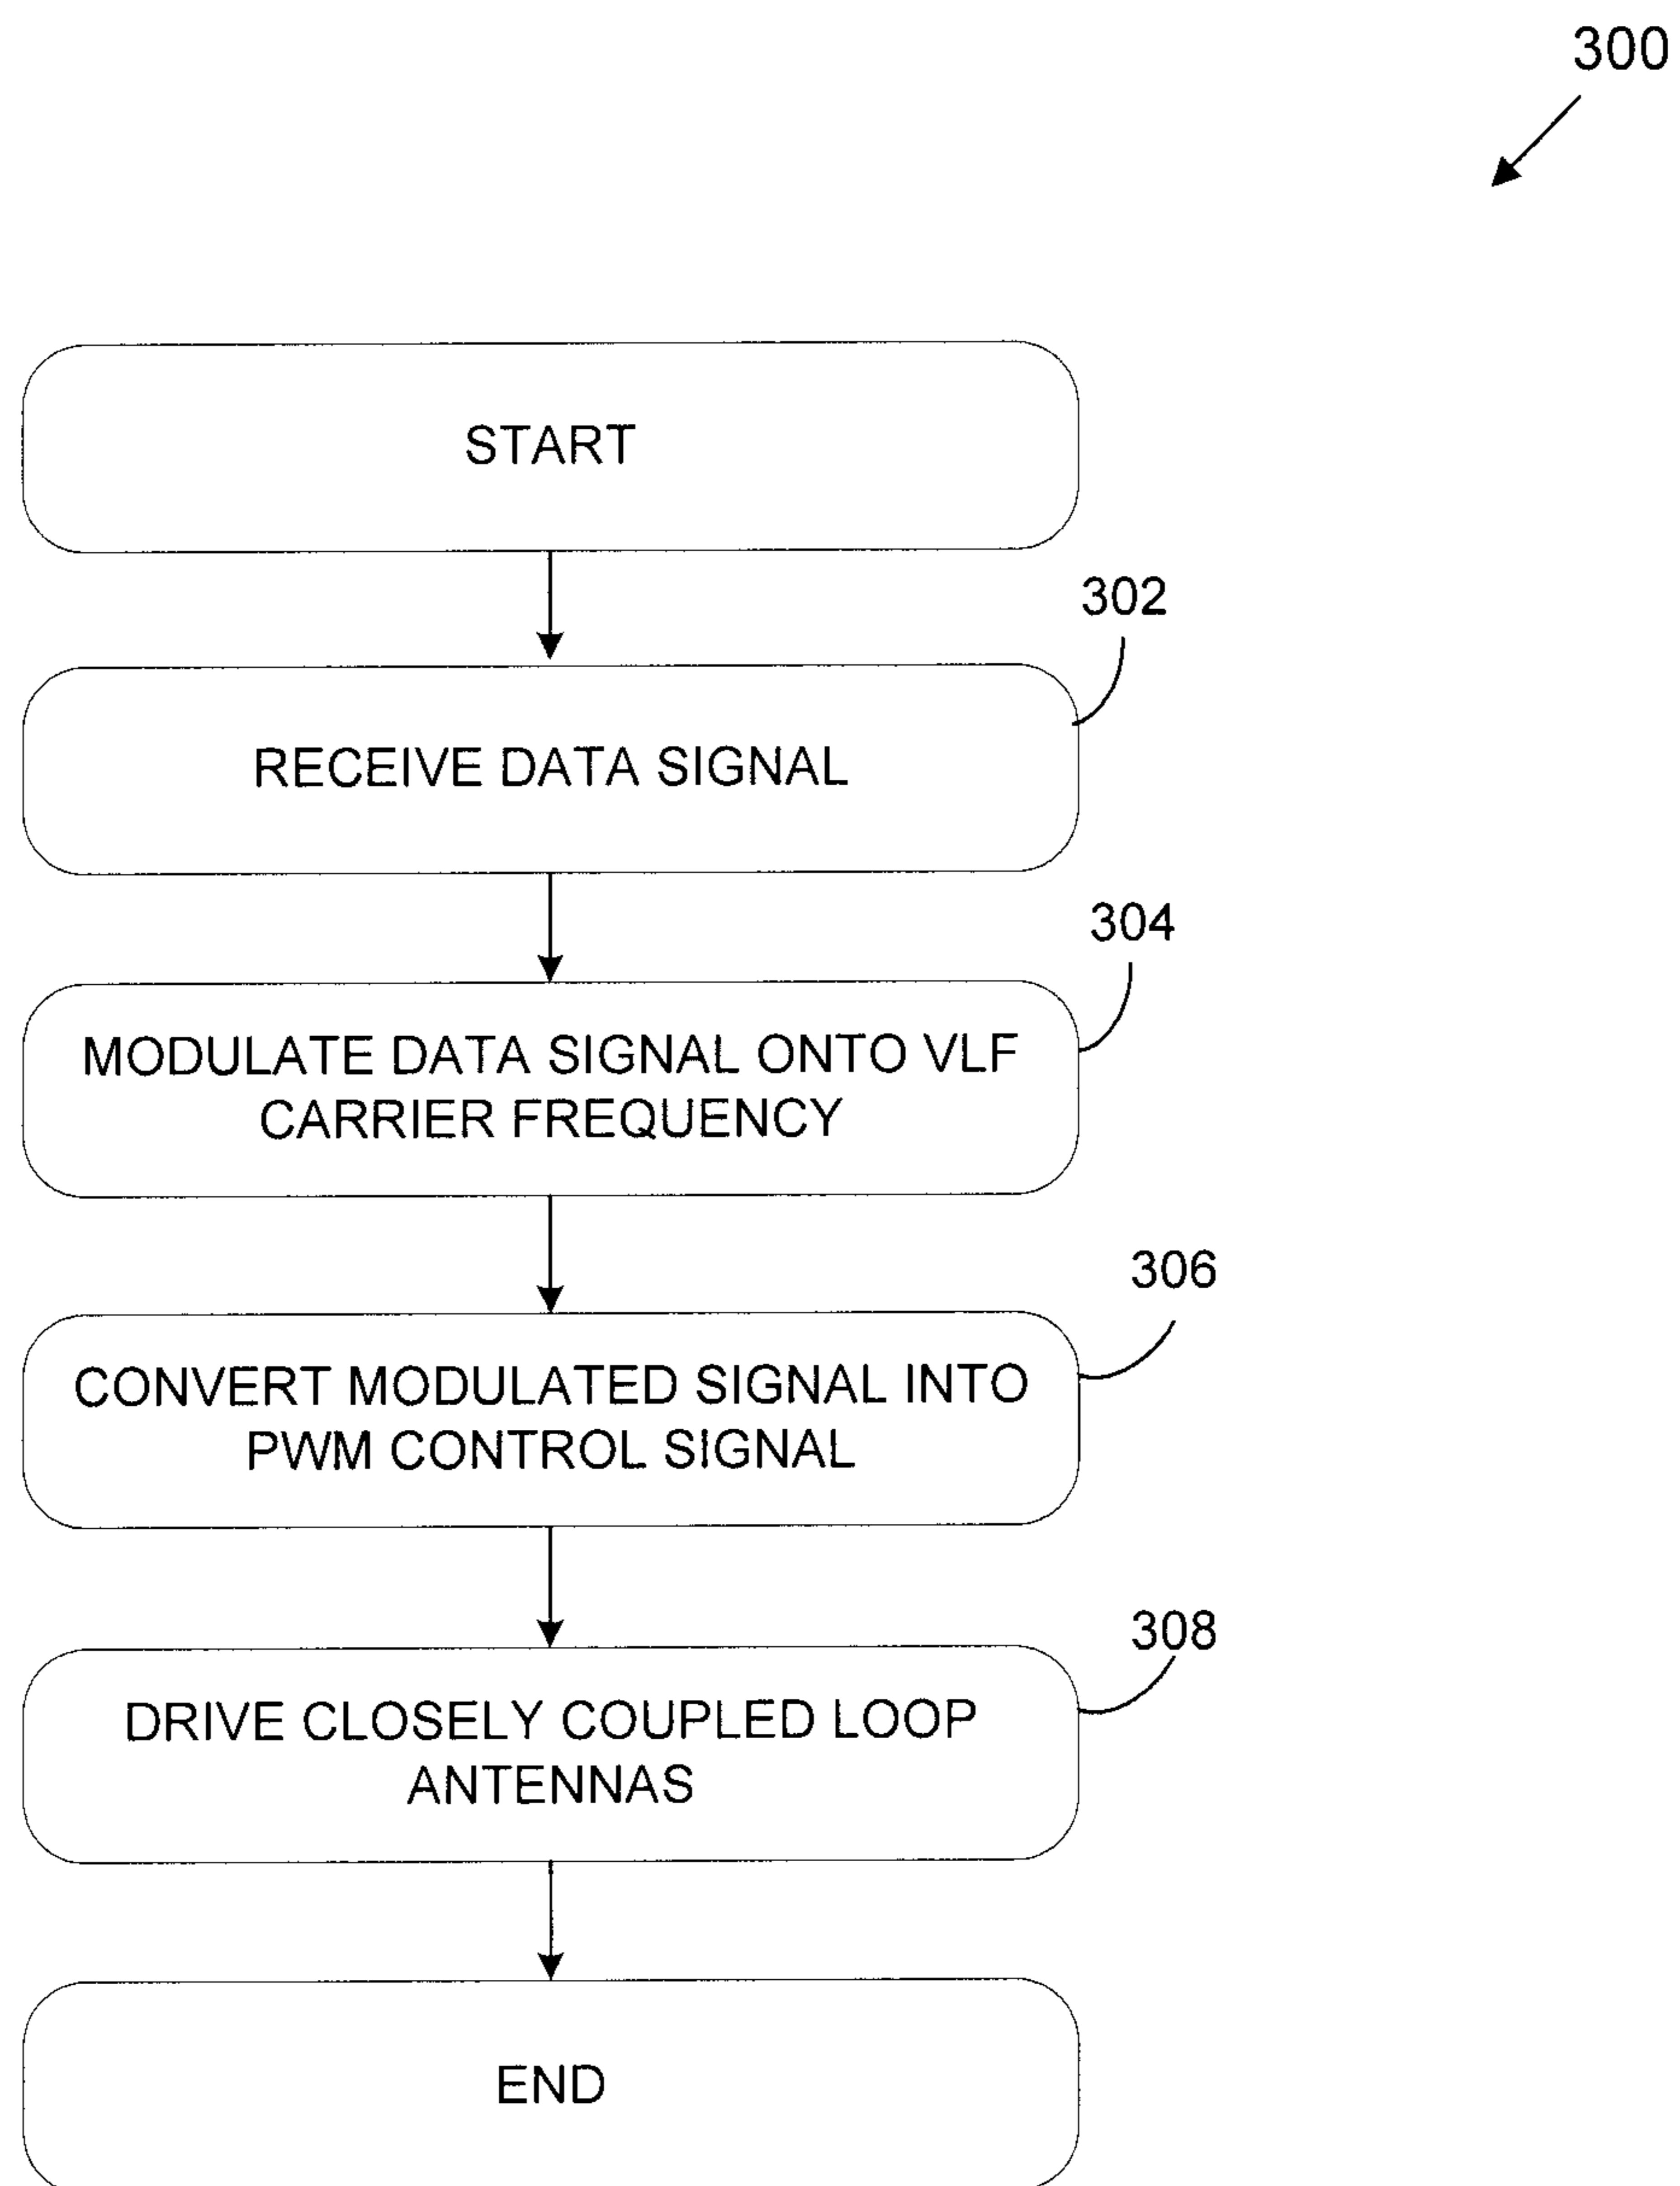 300
START
302
RECEIVE DATA SIGNAL
304
MODULATE DATA SIGNAL ONTO VLF
CARRIER FREQUENCY
306
CONVERT MODULATED SIGNAL INTO
PWM CONTROL SIGNAL
308
DRIVE CLOSELY COUPLED LOOP
ANTENNAS
END